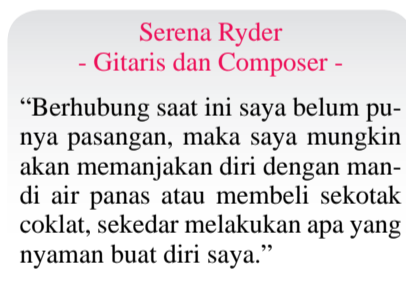 Serena Ryder
- Gitaris dan Composer -
“Berhubung saat ini saya belum pu-
nya pasangan, maka saya mungkin
akan memanjakan diri dengan man-
di air panas atau membeli sekotak
coklat, sekedar melakukan apa yang
nyaman buat diri saya.”